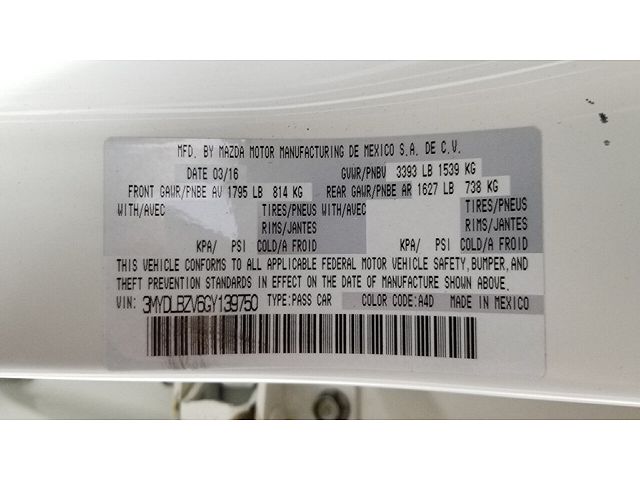 MFD. BY MAZDA MOTOR MANUFACTURING DE MEXICO S.A. DE C.V.
DATE 03/16 GVWR/PNBV 3393 LB 1539 KG
FRONT GAWR/PNBE AV 1795 LB 814 KG REAR GAWR/PNBE AR 1627 LB 738 KG
WITH/AVEC TIRES/PNEUS WITH/AVEC TIRES/PNEUS
RIMS/JANTES RIMS/JANTES
KPA/ PSI COLD/A FROID KPA/ PSI COLD/A FROID
THIS VEHICLE CONFORMS TO ALL APPLICABLE FEDERAL MOTOR VEHICLE SAFETY, BUMPER, AND
THEFT PREVENTION STANDARDS IN EFFECT ON THE DATE OF MANUFACTURE SHOWN ABOVE.
VIN: 3MYDLBZV6GY139750 TYPE:PASS CAR COLOR CODE:A4D MADE IN MEXICO